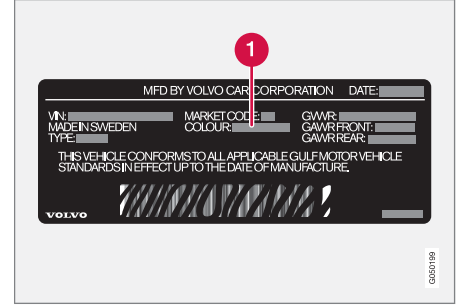 1
MFD BY VOLVO CAR CORPORATION DATE:
VIN: MARKET CODE: GVWR:
MADE IN SWEDEN COLOUR: GAWR FRONT:
TYPE: GAWR REAR:
THIS VEHICLE CONFORMS TO ALL APPLICABLE GULF MOTOR VEHICLE
STANDARDS IN EFFECT UP TO THE DATE OF MANUFACTURE.
VOLVO
G050199